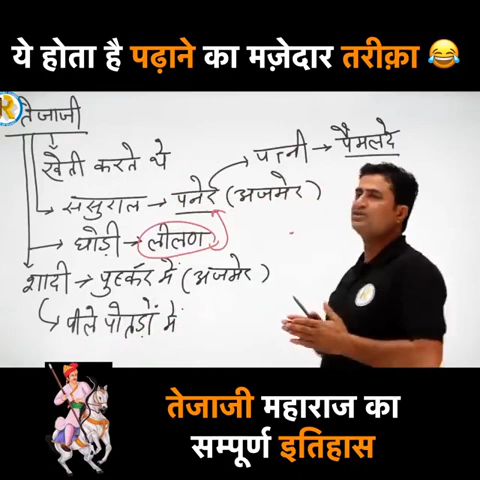 ये होता है पढ़ाने का मज़ेदार तरीक़ा 😂
तेजाजी
खेती करते थे
पत्नी → पैमलदे
ससुराल → पनेर (अजमेर)
घोड़ी → लीलण
शादी → पुष्कर में (अजमेर)
पीले पोतड़ों में
तेजाजी महाराज का
सम्पूर्ण इतिहास